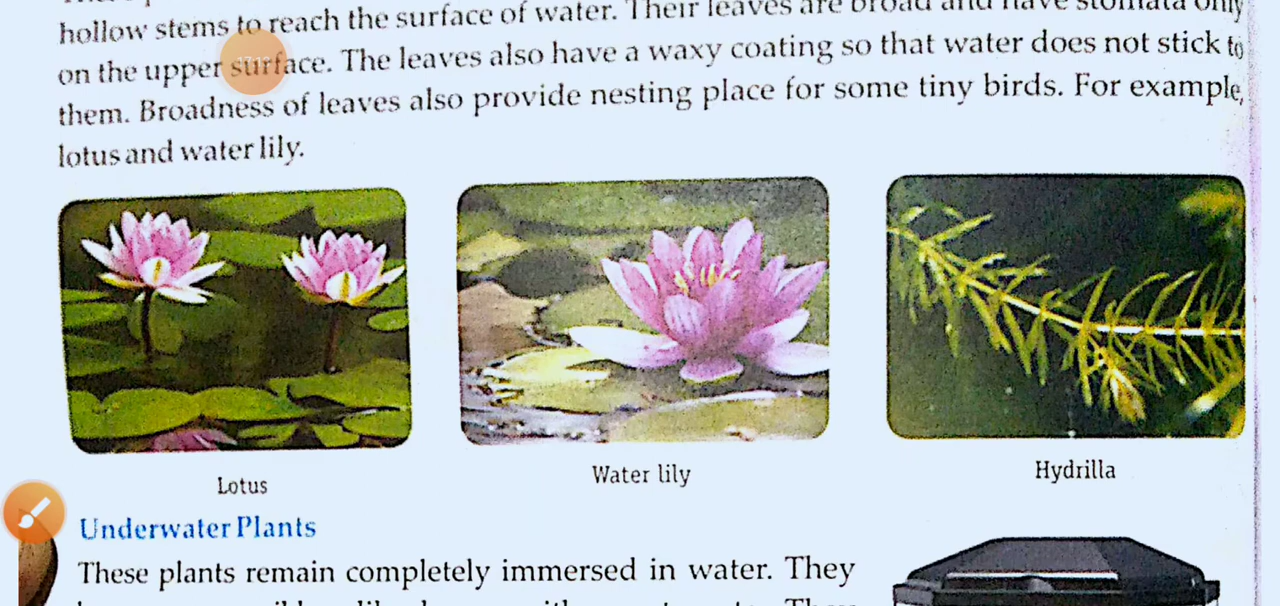 hollow stems to reach the surface of water. Their leaves are broad and have stomata only
on the upper surface. The leaves also have a waxy coating so that water does not stick to
them. Broadness of leaves also provide nesting place for some tiny birds. For example,
lotus and water lily.
Lotus
Water lily
Hydrilla
Underwater Plants
These plants remain completely immersed in water. They